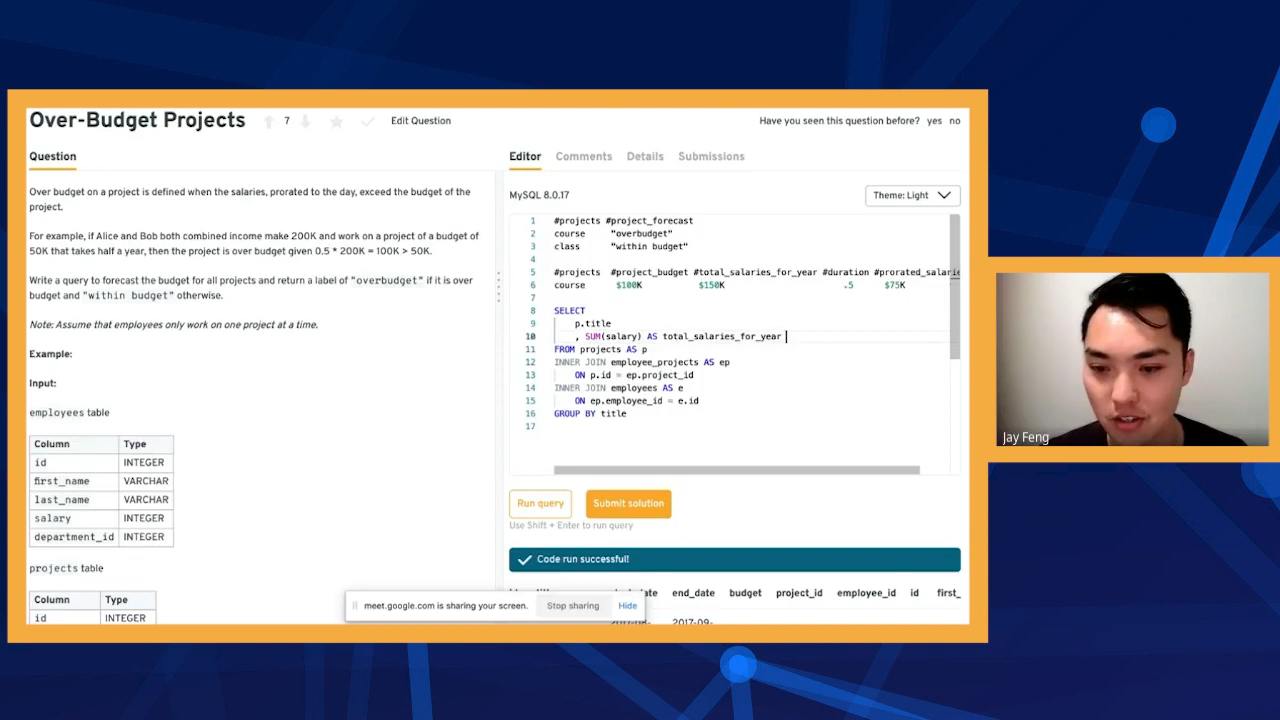 Over-Budget Projects
7
Edit Question
Have you seen this question before? yes no
Question
Over budget on a project is defined when the salaries, prorated to the day, exceed the budget of the
project.
For example, if Alice and Bob both combined income make 200K and work on a project of a budget of
50K that takes half a year, then the project is over budget given 0.5 * 200K = 100K > 50K.
Write a query to forecast the budget for all projects and return a label of "overbudget" if it is over
budget and "within budget" otherwise.
Note: Assume that employees only work on one project at a time.
Example:
Input:
employees table
Column Type
id INTEGER
first_name VARCHAR
last_name VARCHAR
salary INTEGER
department_id INTEGER
projects table
Column Type
id INTEGER
Editor Comments Details Submissions
MySQL 8.0.17
Theme: Light
1 #projects #project_forecast
2 course "overbudget"
3 class "within budget"
4
5 #projects #project_budget #total_salaries_for_year #duration #prorated_salarie
6 course $100K $150K .5 $75K
7
8 SELECT
9 p.title
10 , SUM(salary) AS total_salaries_for_year
11 FROM projects AS p
12 INNER JOIN employee_projects AS ep
13 ON p.id = ep.project_id
14 INNER JOIN employees AS e
15 ON ep.employee_id = e.id
16 GROUP BY title
17
Run query
Submit solution
Use Shift + Enter to run query
Code run successful!
end_date budget project_id employee_id id first_
2017-09-
meet.google.com is sharing your screen. Stop sharing Hide
Jay Feng